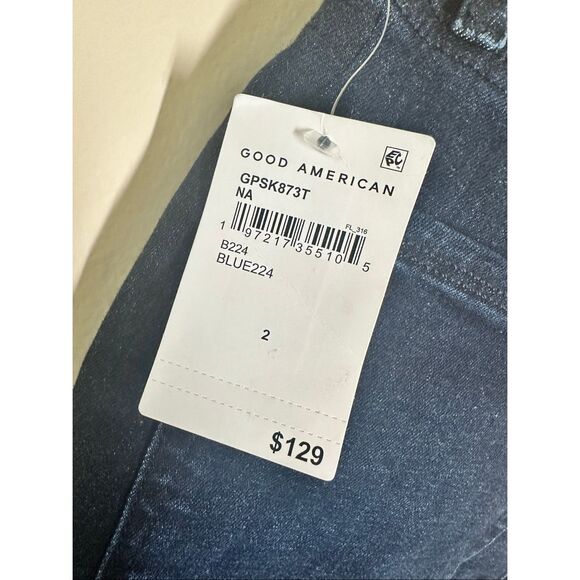 GOOD AMERICAN
GPSK873T
NA
FL_316
1 97217 35510 5
B224
BLUE224
2
$129